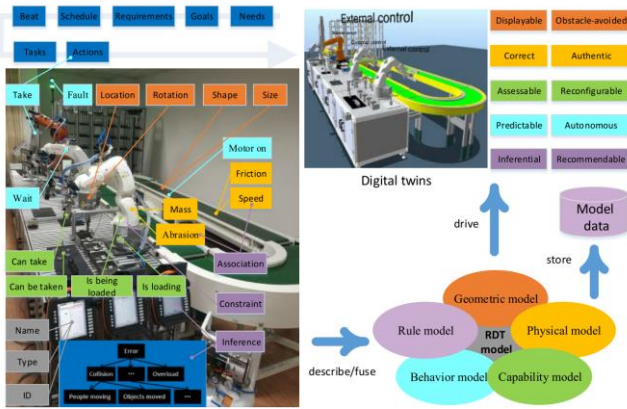 Beat
Schedule
Requirements
Goals
Needs
Tasks
Actions
Take
Fault
Location
Rotation
Shape
Size
Motor on
Friction
Wait
Mass
Speed
Abrasion
Can take
Association
Can be taken
Is being
loaded
Is loading
Constraint
Name
Inference
Type
ID
Error
Collision
...
Overload
People moving
Objects moved
...
External control
External control
External control
Digital twins
Displayable
Obstacle-avoided
Correct
Authentic
Assessable
Reconfigurable
Predictable
Autonomous
Inferential
Recommendable
Model
data
drive
store
describe/fuse
Geometric model
Rule model
RDT
model
Physical model
Behavior model
Capability model